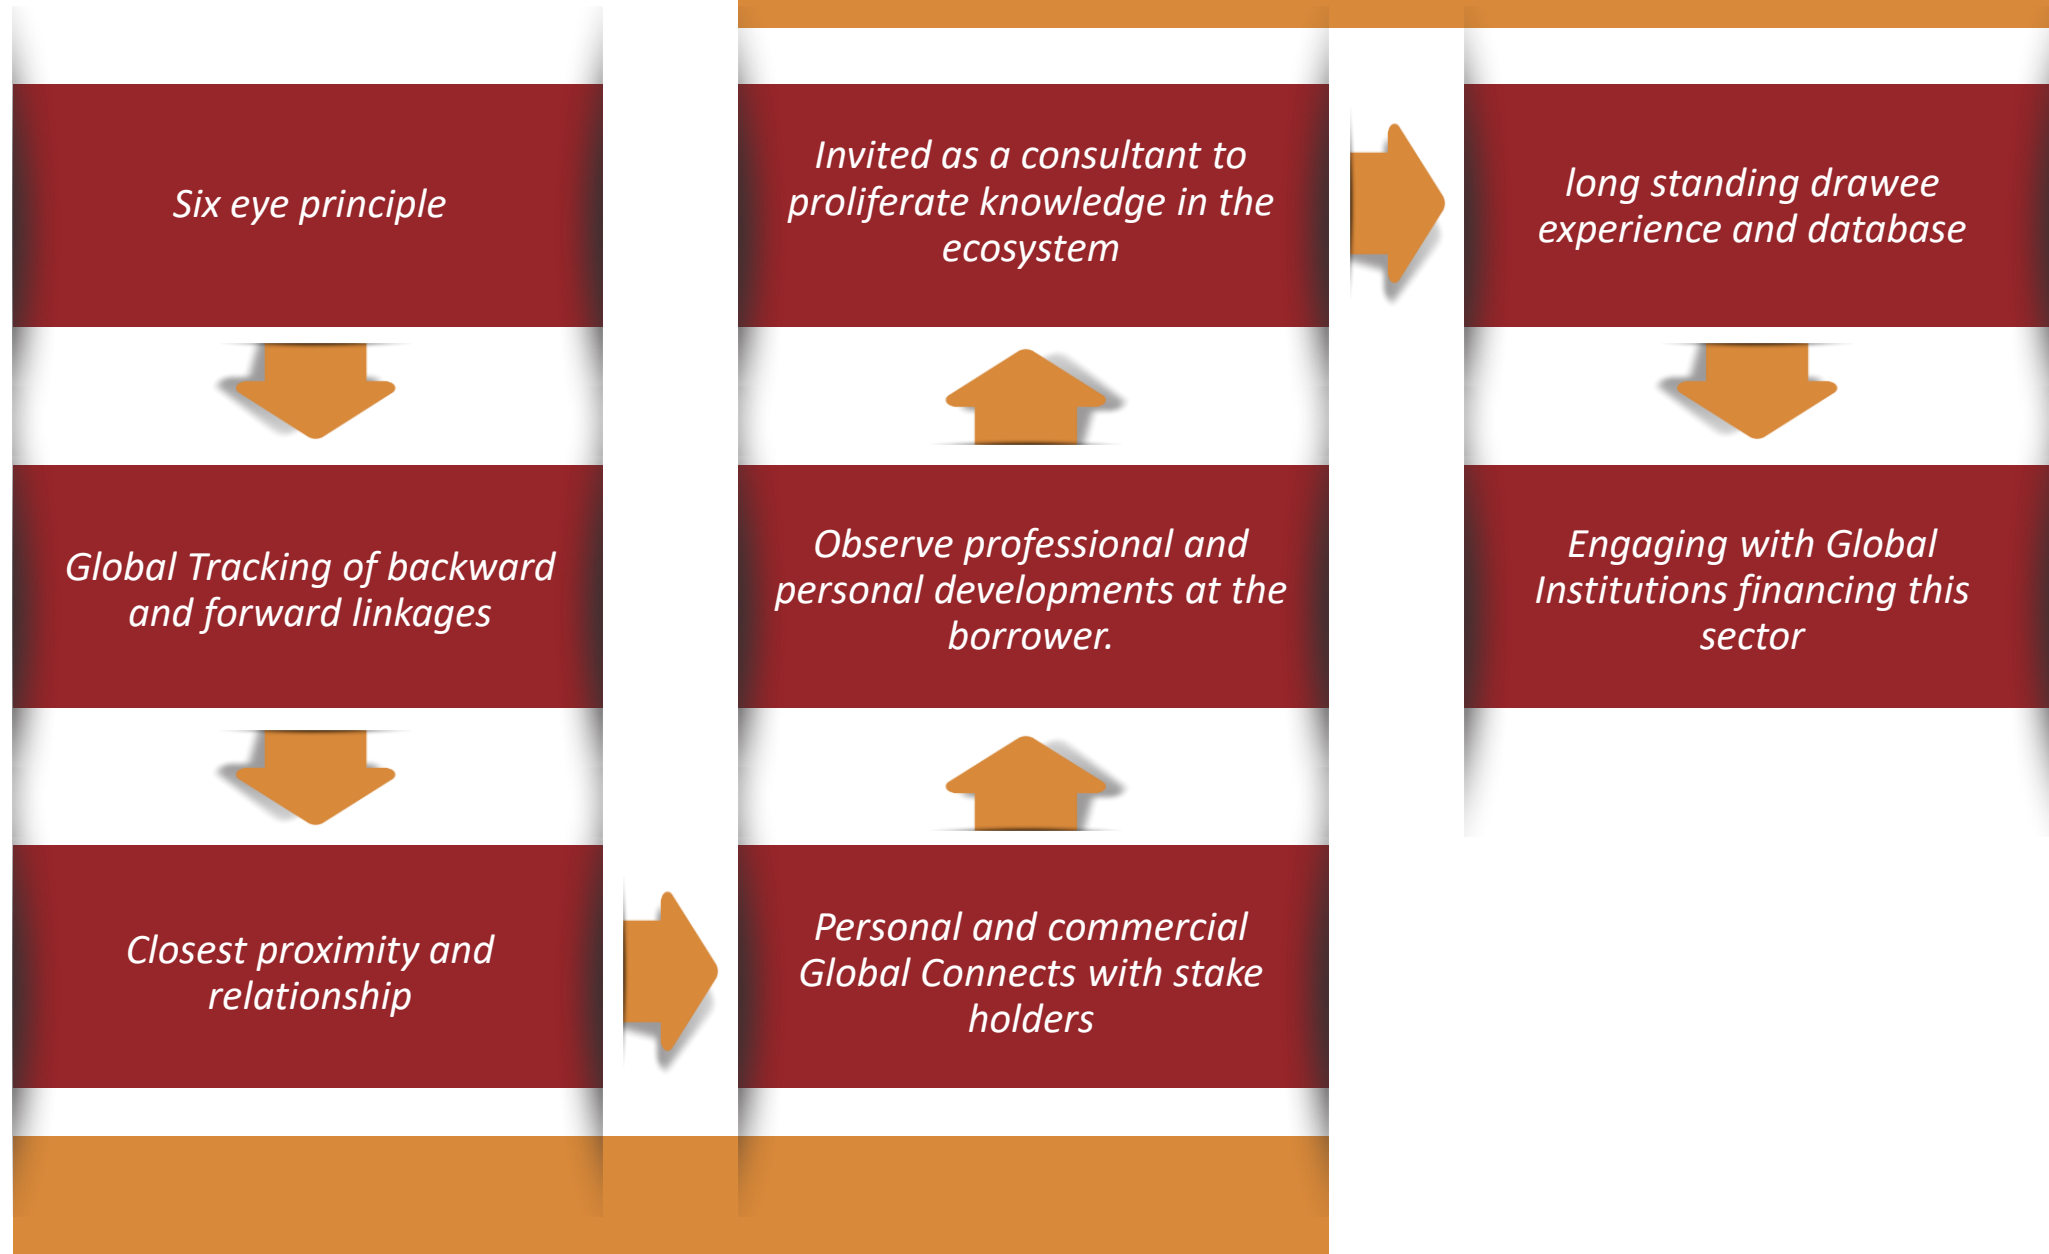 Six eye principle
Global Tracking of backward
and forward linkages
Closest proximity and
relationship
Personal and commercial
Global Connects with stake
holders
Observe professional and
personal developments at the
borrower.
Invited as a consultant to
proliferate knowledge in the
ecosystem
long standing drawee
experience and database
Engaging with Global
Institutions financing this
sector